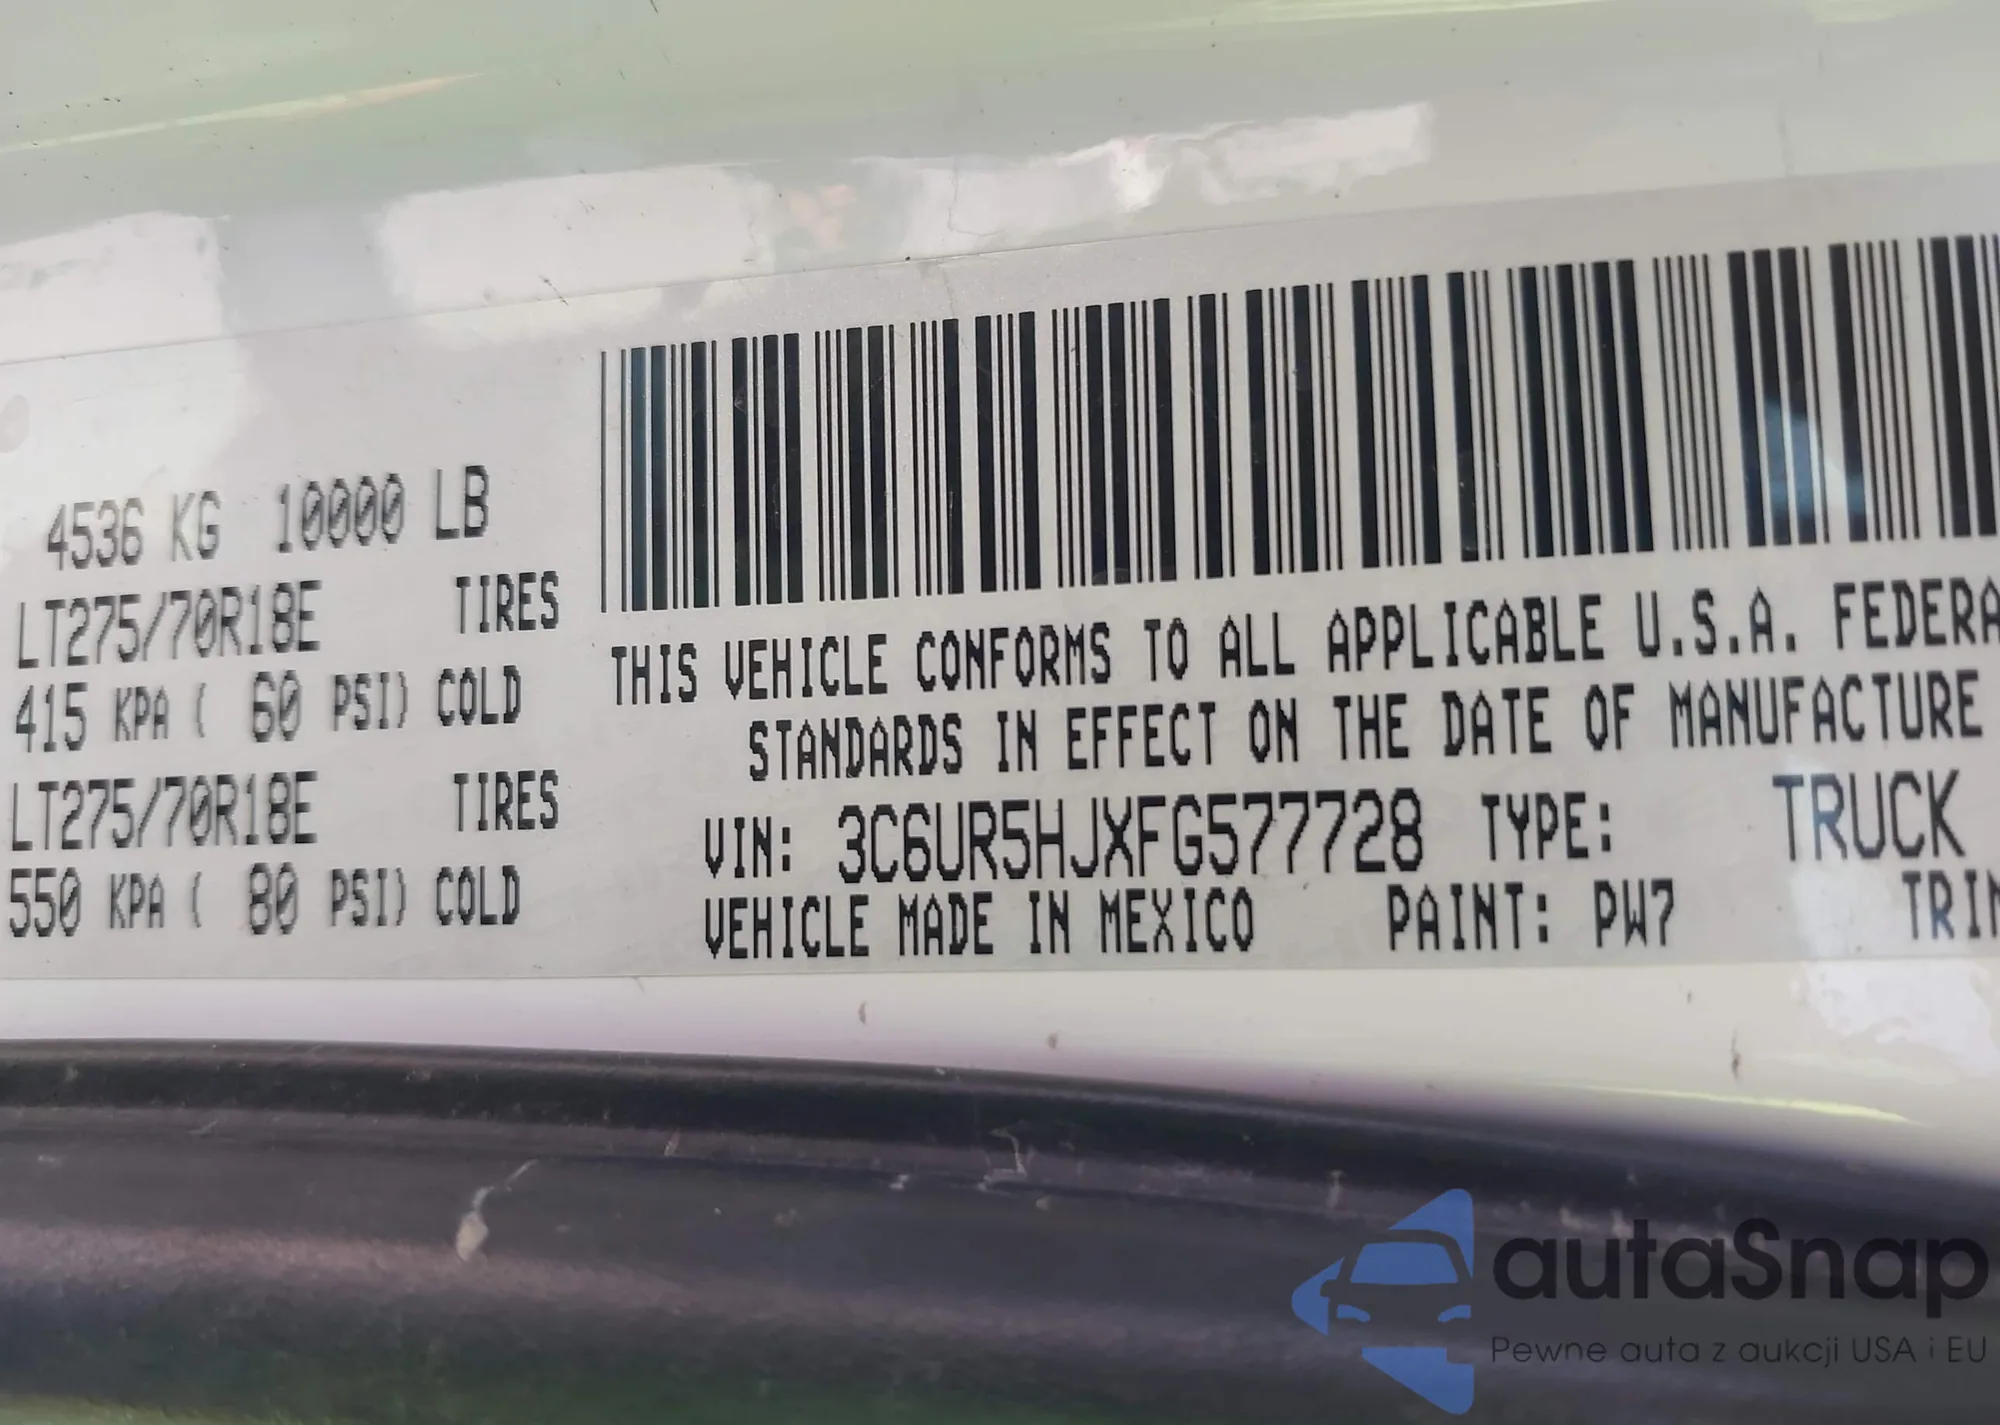 4536 KG 10000 LB
LT275/70R18E TIRES
415 KPA ( 60 PSI) COLD
LT275/70R18E TIRES
550 KPA ( 80 PSI) COLD
THIS VEHICLE CONFORMS TO ALL APPLICABLE U.S.A. FEDERA
STANDARDS IN EFFECT ON THE DATE OF MANUFACTURE
VIN: 3C6UR5HJXFG577728 TYPE: TRUCK
VEHICLE MADE IN MEXICO PAINT: PW7 TRI
autaSnap
Pewne auta z aukcji USA i EU